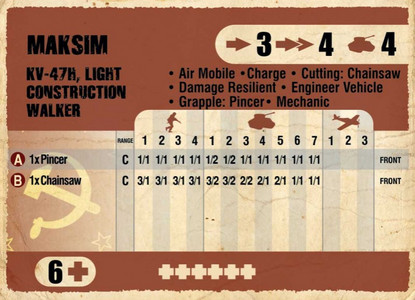 MAKSIM
3 4 4
KV-47H, LIGHT
CONSTRUCTION
WALKER
• Air Mobile • Charge • Cutting: Chainsaw
• Damage Resilient • Engineer Vehicle
• Grapple: Pincer • Mechanic
RANGE 1 2 3 4 1 2 3 4 5 6 7 1 2 3
A 1x Pincer C 1/1 1/1 1/1 1/1 1/2 1/2 1/1 1/1 1/1 1/1 1/1 FRONT
B 1x Chainsaw C 3/1 3/1 3/1 3/1 3/2 3/2 2/2 2/1 2/1 1/1 1/1 FRONT
6